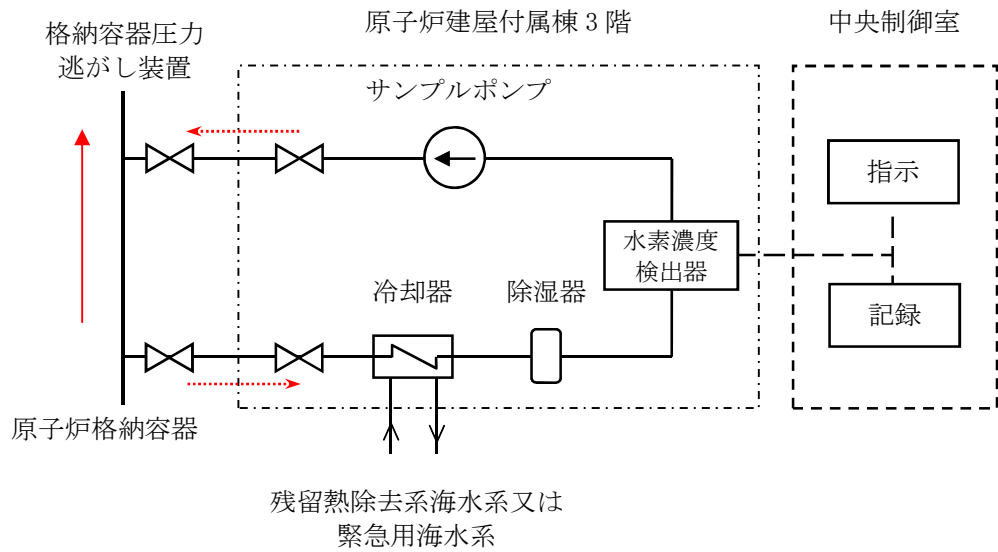 格納容器圧力
逃がし装置
原子炉建屋付属棟3階
中央制御室
サンプルポンプ
指示
水素濃度
検出器
冷却器
除湿器
記録
原子炉格納容器
残留熱除去系海水系又は
緊急用海水系